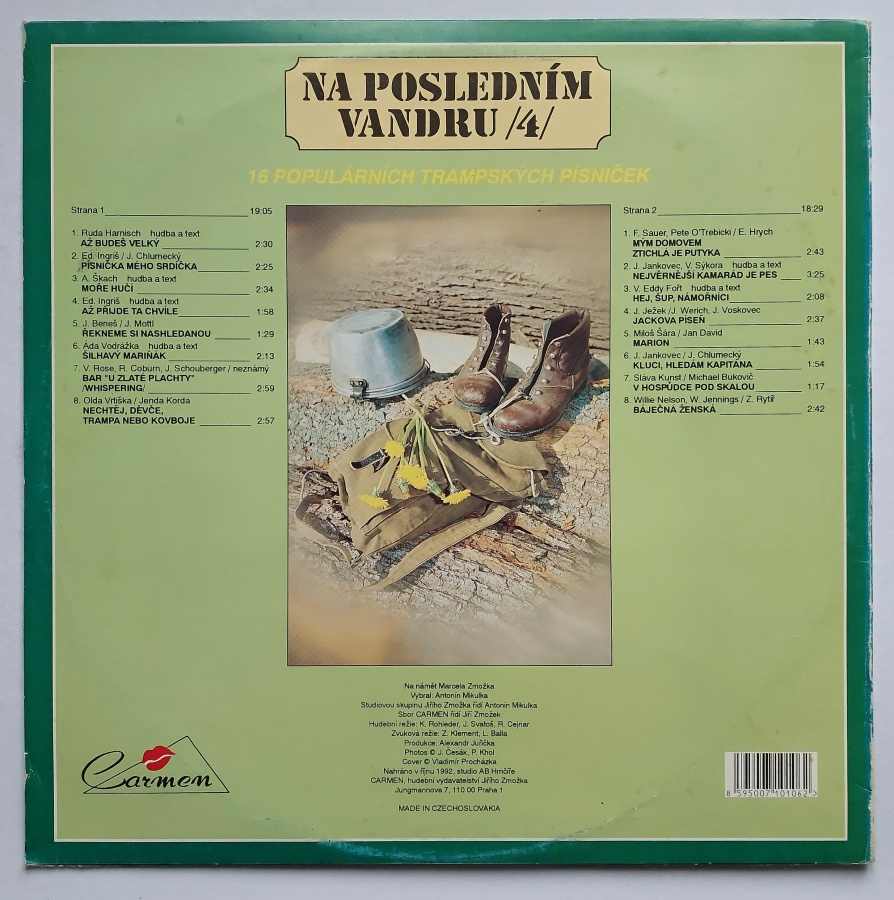 NA POSLEDNÍM
VANDRU /4/
16 POPULÁRNÍCH TRAMPSKÝCH PÍSNIČEK
Strana 1 19:05
1. Ruda Harnisch hudba a text
AŽ BUDEŠ VELKÝ 2:30
2. Ed. Ingriš / J. Chlumecký
PÍSNIČKA MÉHO SRDÍČKA 2:25
3. A. Škach hudba a text
MOŘE HUČÍ 2:34
4. Ed. Ingriš hudba a text
AŽ PŘIJDE TA CHVÍLE 1:58
5. J. Beneš / J. Mottl
ŘEKNEME SI NASHLEDANOU 1:29
6. Áda Vodrážka hudba a text
ŠILHAVÝ MARIŇÁK 2:13
7. V. Rose, R. Coburn, J. Schouberger / neznámý
BAR "U ZLATÉ PLACHTY"
/WHISPERING/ 2:59
8. Olda Vrtiška / Jenda Korda
NECHTĚJ, DĚVČE,
TRAMPA NEBO KOVBOJE 2:57
Strana 2 18:29
1. F. Sauer, Pete O'Trebicki / E. Hrych
MÝM DOMOVEM
ZTICHLÁ JE PUTYKA 2:43
2. J. Jankovec, V. Sýkora hudba a text
NEJVĚRNĚJŠÍ KAMARÁD JE PES 3:25
3. V. Eddy Fořt hudba a text
HEJ, ŠUP, NÁMOŘNÍCI 2:08
4. J. Ježek / J. Werich, J. Voskovec
JACKOVA PÍSEŇ 2:37
5. Miloš Šára / Jan David
MARION 1:43
6. J. Jankovec / J. Chlumecký
KLUCI, HLEDÁM KAPITÁNA 1:54
7. Sláva Kunst / Michael Bukovič
V HOSPŮDCE POD SKÁLOU 1:17
8. Willie Nelson, W. Jennings / Z. Rytíř
BÁJEČNÁ ŽENSKÁ 2:42
Na námět Marcela Zmožka
Vybral: Antonín Mikulka
Studiovou skupinu Jiřího Zmožka řídí Antonín Mikulka
Sbor CARMEN řídí Jiří Zmožek
Hudební režie: K. Rohleder, J. Svatoš, R. Cejnar
Zvuková režie: Z. Klement, L. Balla
Produkce: Alexandr Juřička
Photos © J. Česák, P. Khol
Cover © Vladimír Procházka
Nahráno v říjnu 1992, studio AB Hrnčíře
CARMEN, hudební vydavatelství Jiřího Zmožka
Jungmannova 7, 110 00 Praha 1
MADE IN CZECHOSLOVAKIA
Carmen
8 595007 101062